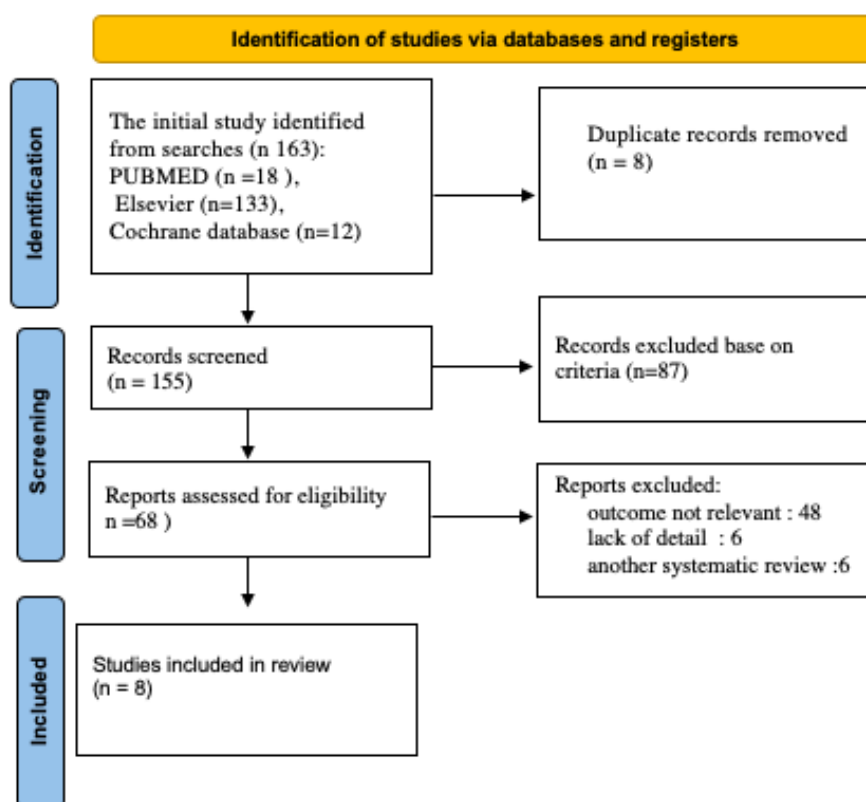 Identification of studies via databases and registers
Identification
The initial study identified
from searches (n 163):
PUBMED (n =18 ),
Elsevier (n=133),
Cochrane database (n=12)
Duplicate records removed
(n = 8)
Screening
Records screened
(n = 155)
Records excluded base on
criteria (n=87)
Reports assessed for eligibility
n =68 )
Reports excluded:
outcome not relevant : 48
lack of detail  : 6
another systematic review :6
Included
Studies included in review
(n = 8)